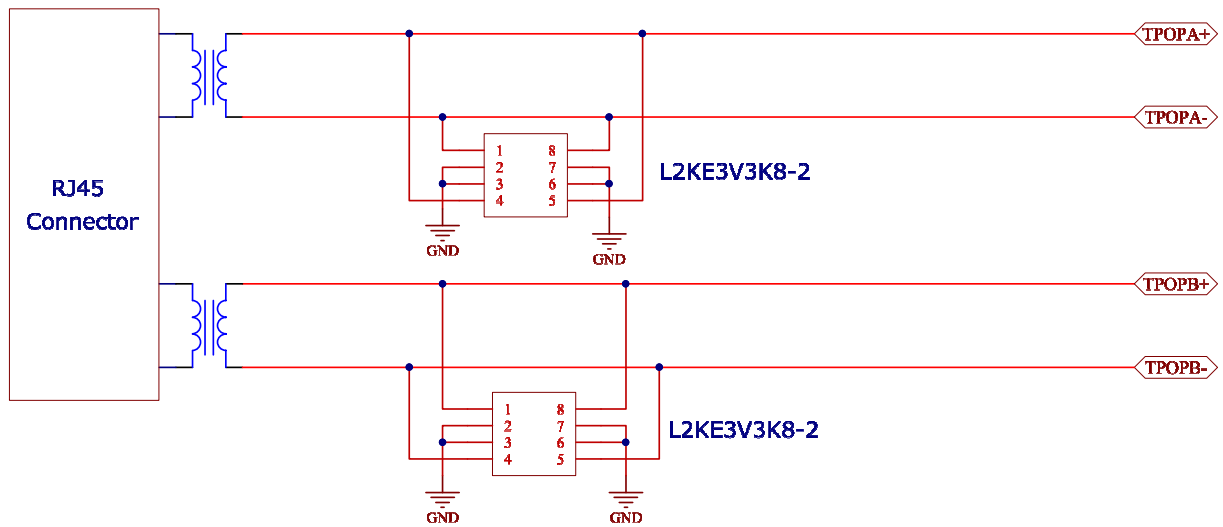 TPOPA+
TPOPA-
1 8
2 7
3 6
4 5
L2KE3V3K8-2
RJ45
Connector
GND
GND
TPOPB+
TPOPB-
1 8
2 7
3 6
4 5
L2KE3V3K8-2
GND
GND